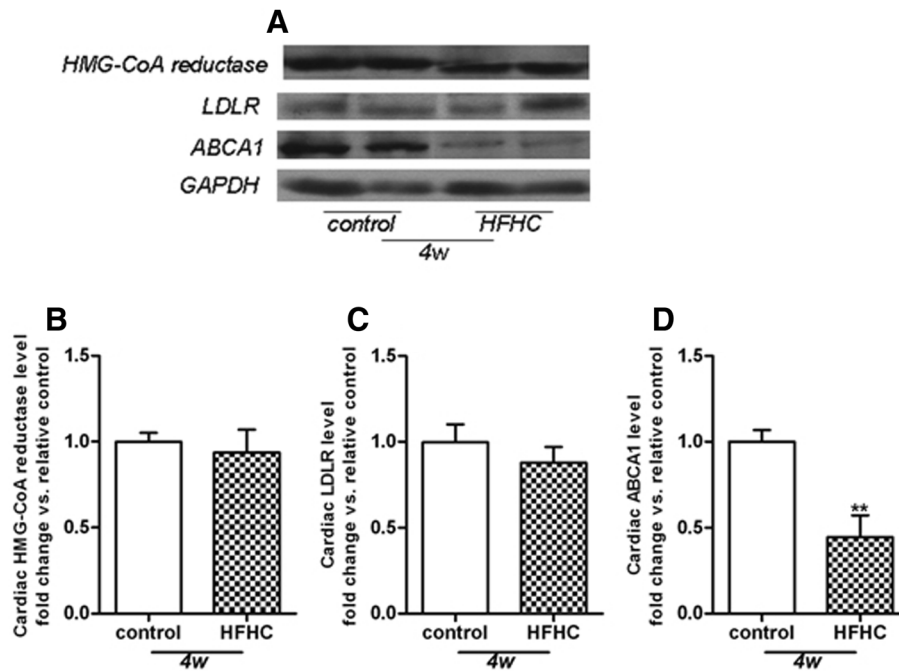 A
HMG-CoA reductase
LDLR
ABCA1
GAPDH
control HFHC
4w
B
Cardiac HMG-CoA reductase level
fold change vs. relative control
1.5
1.0
0.5
0.0
control HFHC
4w
C
Cardiac LDLR level
fold change vs. relative control
1.5
1.0
0.5
0.0
control HFHC
4w
D
Cardiac ABCA1 level
fold change vs. relative control
1.5
1.0
0.5
0.0
**
control HFHC
4w